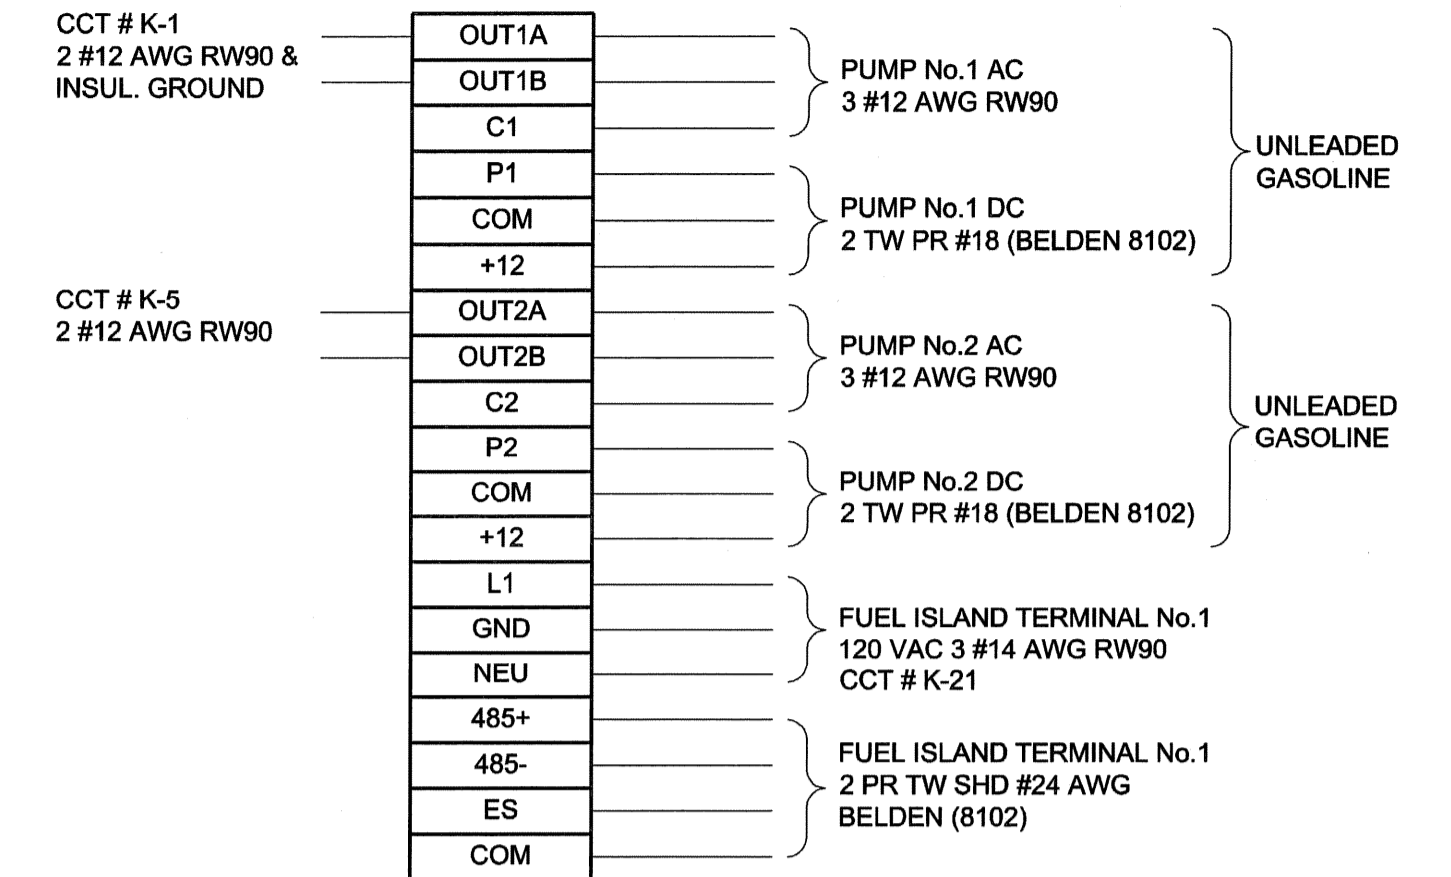 CCT # K-1
2 #12 AWG RW90 &
INSUL. GROUND
OUT1A
OUT1B
C1
PUMP No.1 AC
3 #12 AWG RW90
P1
COM
+12
PUMP No.1 DC
2 TW PR #18 (BELDEN 8102)
UNLEADED
GASOLINE
CCT # K-5
2 #12 AWG RW90
OUT2A
OUT2B
C2
PUMP No.2 AC
3 #12 AWG RW90
P2
COM
+12
PUMP No.2 DC
2 TW PR #18 (BELDEN 8102)
UNLEADED
GASOLINE
L1
GND
NEU
FUEL ISLAND TERMINAL No.1
120 VAC 3 #14 AWG RW90
CCT # K-21
485+
485-
ES
COM
FUEL ISLAND TERMINAL No.1
2 PR TW SHD #24 AWG
BELDEN (8102)